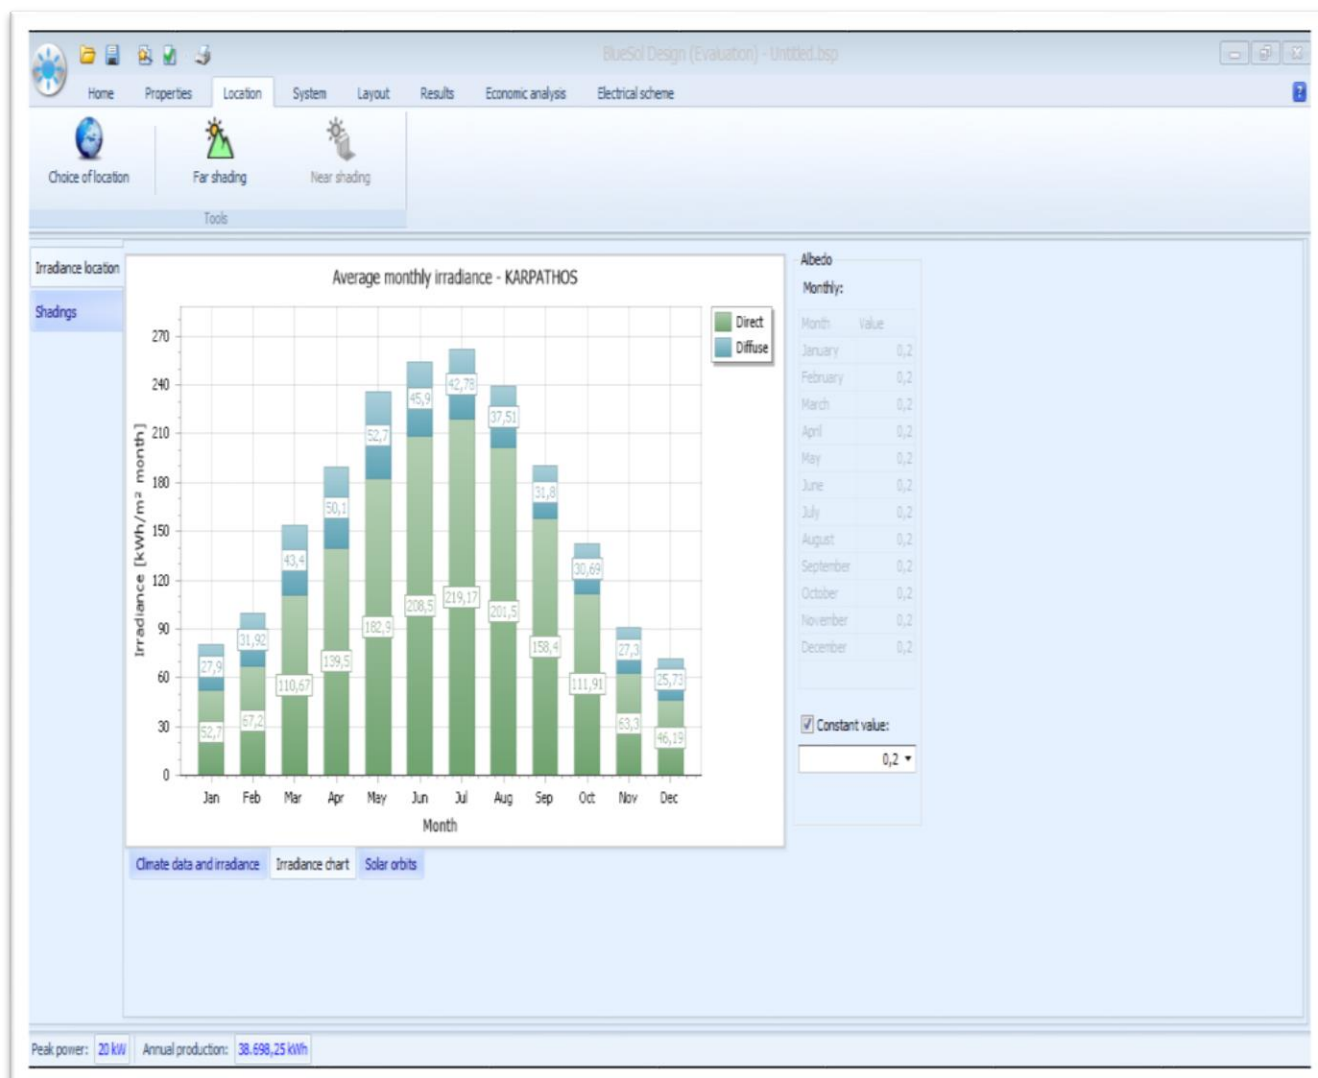 BlueSol Design (Evaluation) - Untitled.bsp
Home Properties Location System Layout Results Economic analysis Electrical scheme
?
Choice of location Far shading Near shading
Tools
Irradiance location
Shadings
Average monthly irradiance - KARPATHOS
Direct
Diffuse
Irradiance [kWh/m² month]
270
240
210
180
150
120
90
60
30
0
27,9 31,92 43,4 50,1 52,7 45,9 42,78 37,51 31,8 30,69 27,3 25,73
52,7 67,2 110,67 139,5 182,9 208,5 219,17 201,5 158,4 111,91 63,3 46,19
Jan Feb Mar Apr May Jun Jul Aug Sep Oct Nov Dec
Month
Climate data and irradiance Irradiance chart Solar orbits
Albedo
Monthly:
Month Value
January 0,2
February 0,2
March 0,2
April 0,2
May 0,2
June 0,2
July 0,2
August 0,2
September 0,2
October 0,2
November 0,2
December 0,2
Constant value:
0,2
Peak power: 20 kW Annual production: 38.698,25 kWh